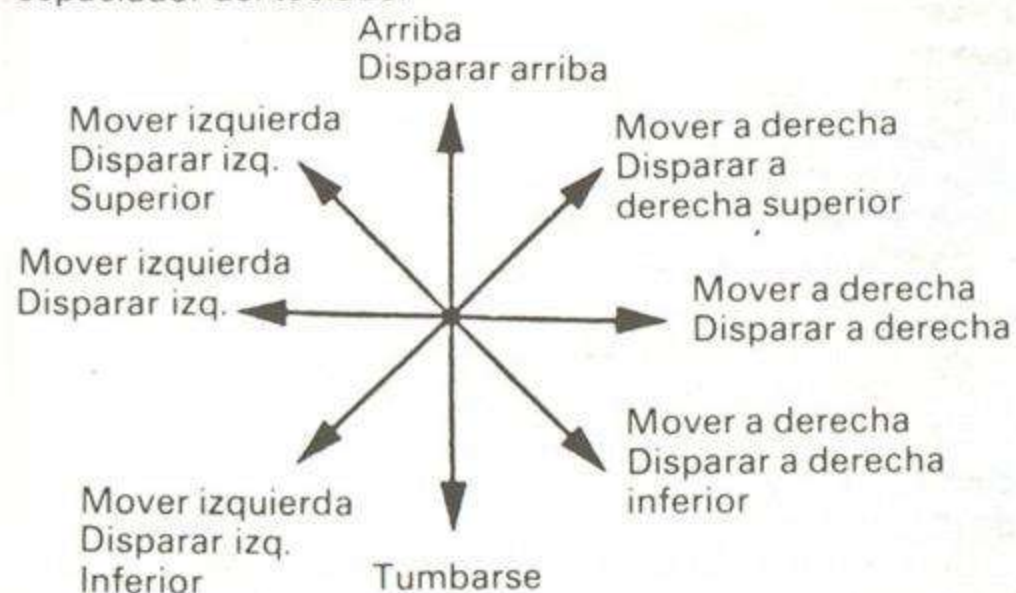 Arriba
Disparar arriba
Mover izquierda
Disparar izq.
Superior
Mover a derecha
Disparar a
derecha superior
Mover izquierda
Disparar izq.
Mover a derecha
Disparar a derecha
Mover a derecha
Disparar a derecha
inferior
Mover izquierda
Disparar izq.
Inferior
Tumbarse